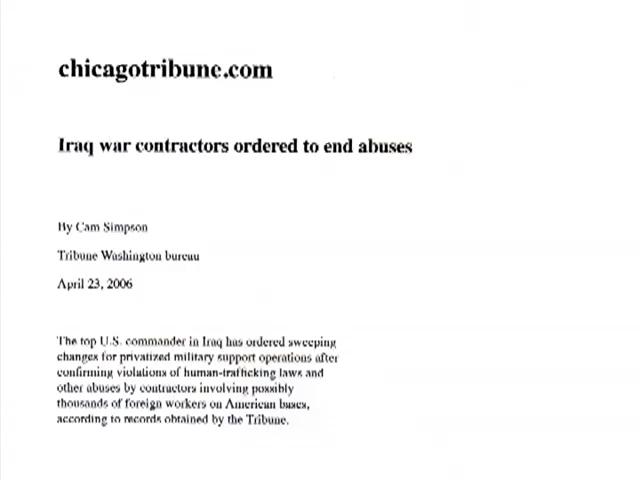 chicagotribune.com
Iraq war contractors ordered to end abuses
By Cam Simpson
Tribune Washington bureau
April 23, 2006
The top U.S. commander in Iraq has ordered sweeping
changes for privatized military support operations after
confirming violations of human-trafficking laws and
other abuses by contractors involving possibly
thousands of foreign workers on American bases,
according to records obtained by the Tribune.